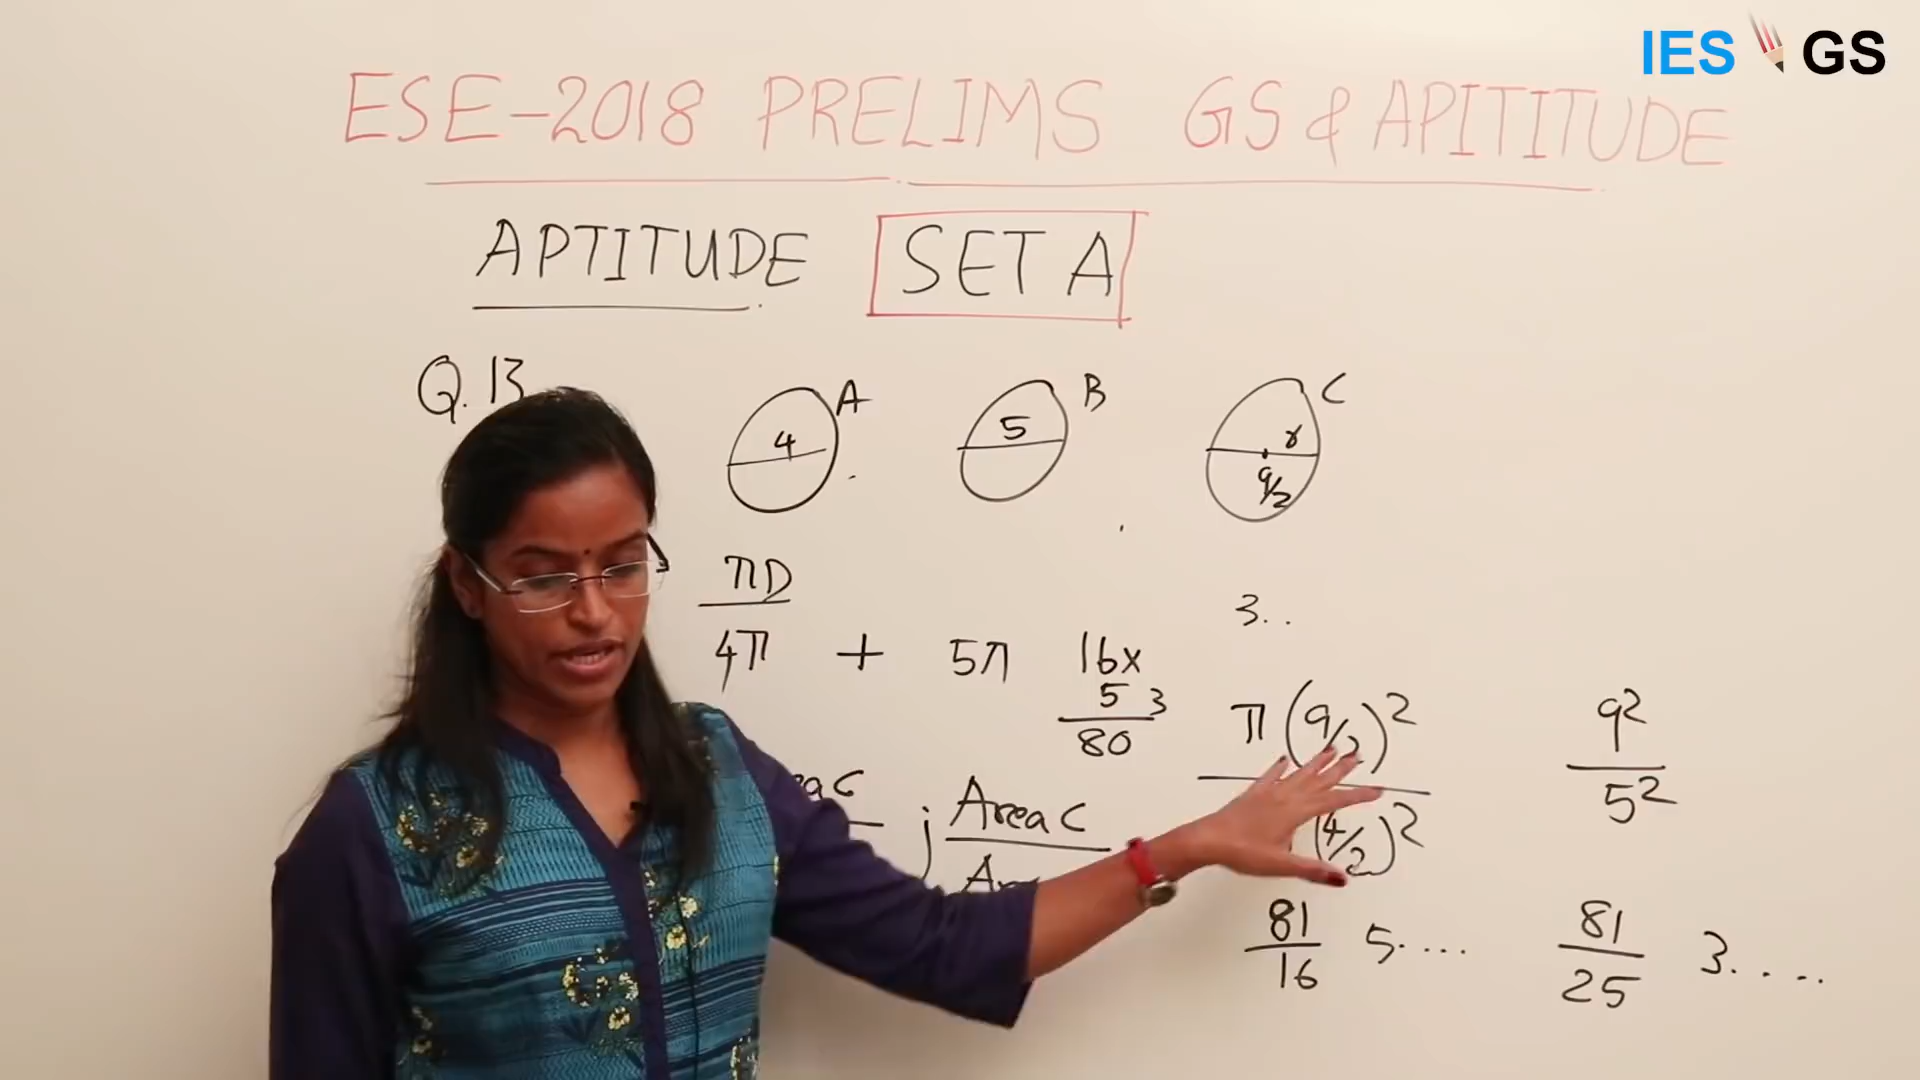 IES GS
ESE-2018 PRELIMS GS & APITITUDE
APTITUDE SET A
Q. 13
A
4
B
5
C
r
9/2
πD
4π + 5π
16x
5 3
80
3..
π(9/2)²
(4/2)²
9²
5²
Area C
81
16
5.....
81
25
3.....